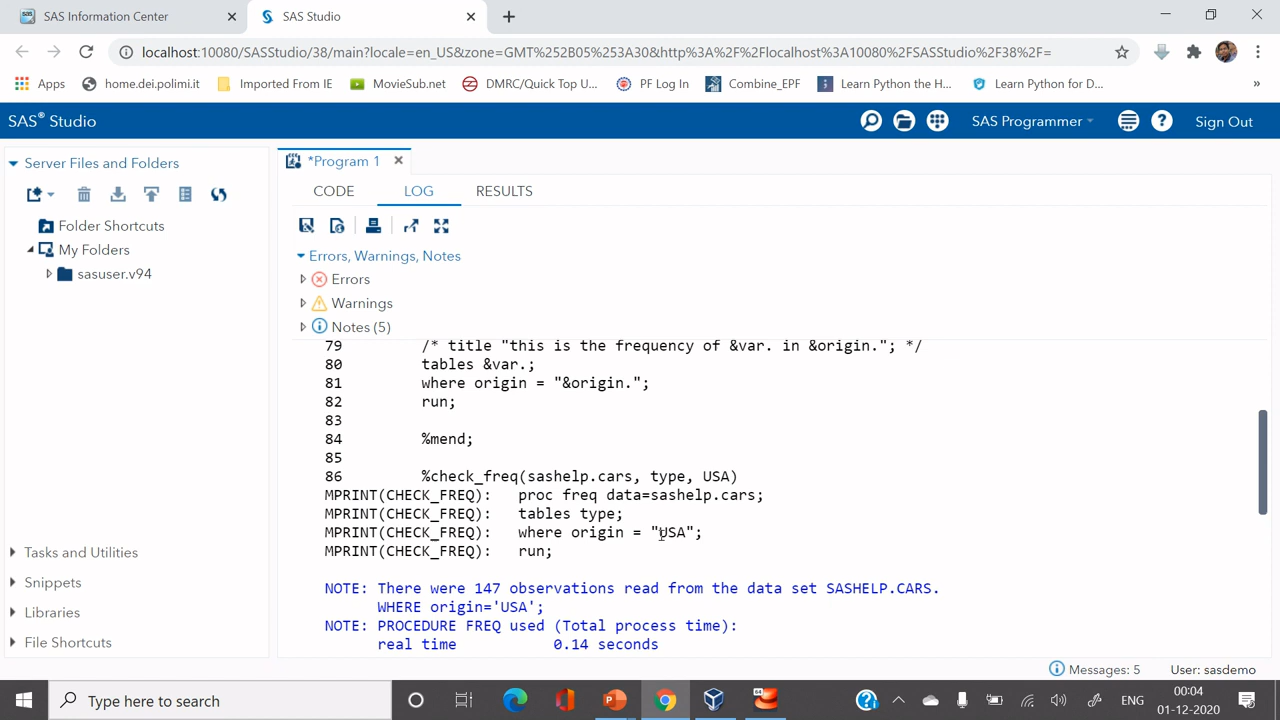 SAS Information Center
SAS Studio
localhost:10080/SASStudio/38/main?locale=en_US&zone=GMT%252B05%253A30&http%3A%2F%2Flocalhost%3A10080%2FSASStudio%2F38%2F=
Apps home.dei.polimi.it Imported From IE MovieSub.net DMRC/Quick Top U... PF Log In Combine_EPF Learn Python the H... Learn Python for D... »
SAS® Studio SAS Programmer Sign Out
Server Files and Folders
*Program 1
CODE LOG RESULTS
Folder Shortcuts
My Folders
sasuser.v94
Errors, Warnings, Notes
Errors
Warnings
Notes (5)
79 /* title "this is the frequency of &var. in &origin."; */
80 tables &var.;
81 where origin = "&origin.";
82 run;
83
84 %mend;
85
86 %check_freq(sashelp.cars, type, USA)
MPRINT(CHECK_FREQ): proc freq data=sashelp.cars;
MPRINT(CHECK_FREQ): tables type;
MPRINT(CHECK_FREQ): where origin = "USA";
MPRINT(CHECK_FREQ): run;
NOTE: There were 147 observations read from the data set SASHELP.CARS.
WHERE origin='USA';
NOTE: PROCEDURE FREQ used (Total process time):
real time 0.14 seconds
Tasks and Utilities
Snippets
Libraries
File Shortcuts
Messages: 5 User: sasdemo
Type here to search
ENG
00:04
01-12-2020